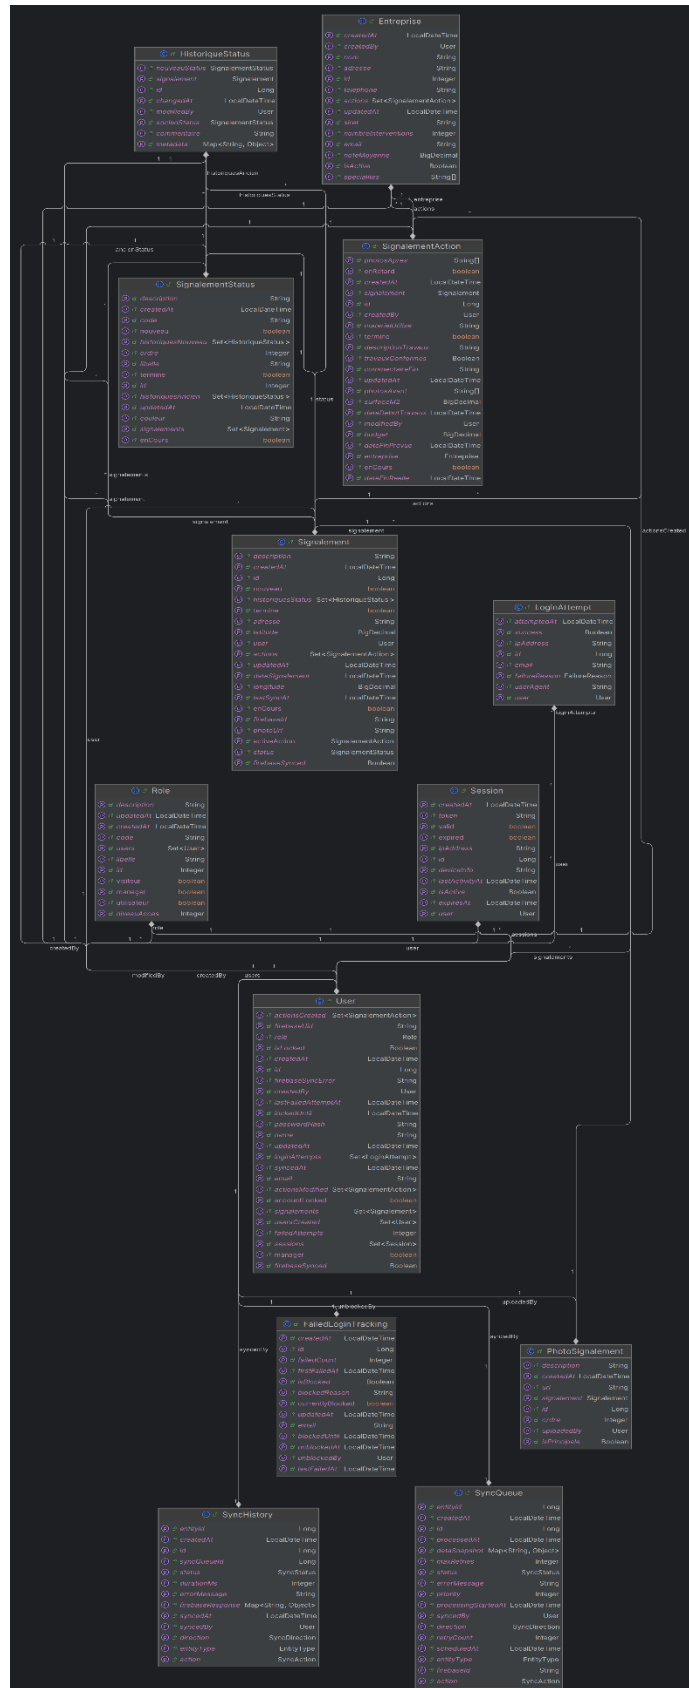 Entreprise
createdAt LocalDateTime
createdBy User
nom String
adresse String
id Integer
telephone String
actions Set<SignalementAction>
updatedAt LocalDateTime
siret String
nombreInterventions Integer
email String
noteMoyenne BigDecimal
isActive Boolean
specialites String[]
HistoriqueStatus
nouveauStatus SignalementStatus
signalement Signalement
id Long
changedAt LocalDateTime
modifiedBy User
ancienStatus SignalementStatus
commentaire String
metadata Map<String, Object>
historiquesAncien
historiquesStatus
entreprise
actions
ancienStatus
SignalementAction
photosApres String[]
enRetard boolean
createdAt LocalDateTime
signalement Signalement
id Long
createdBy User
materielUtilise String
termine boolean
descriptionTravaux String
travauxConformes Boolean
commentaireFin String
updatedAt LocalDateTime
photosAvant String[]
surfaceM2 BigDecimal
dateDebutTravaux LocalDateTime
modifiedBy User
budget BigDecimal
dateFinPrevue LocalDateTime
entreprise Entreprise
enCours boolean
dateFinReelle LocalDateTime
SignalementStatus
description String
createdAt LocalDateTime
code String
nouveau boolean
historiquesNouveau Set<HistoriqueStatus>
ordre Integer
libelle String
termine boolean
id Integer
historiquesAncien Set<HistoriqueStatus>
updatedAt LocalDateTime
couleur String
signalements Set<Signalement>
enCours boolean
status
signalements
signalement
actions
signalement
signalement
actionsCreated
Signalement
description String
createdAt LocalDateTime
id Long
nouveau boolean
historiquesStatus Set<HistoriqueStatus>
termine boolean
adresse String
latitude BigDecimal
user User
actions Set<SignalementAction>
updatedAt LocalDateTime
dateSignalement LocalDateTime
longitude BigDecimal
lastSyncAt LocalDateTime
enCours boolean
firebaseId String
photoUrl String
activeAction SignalementAction
status SignalementStatus
firebaseSynced Boolean
LoginAttempt
attemptedAt LocalDateTime
success Boolean
ipAddress String
id Long
email String
failureReason FailureReason
userAgent String
user User
loginAttempts
user
Role
description String
updatedAt LocalDateTime
createdAt LocalDateTime
code String
users Set<User>
libelle String
id Integer
visiteur boolean
manager boolean
utilisateur boolean
niveauAcces Integer
Session
createdAt LocalDateTime
token String
valid boolean
expired boolean
ipAddress String
id Long
deviceInfo String
lastActivityAt LocalDateTime
isActive Boolean
expiresAt LocalDateTime
user User
user
role
sessions
createdBy
user
signalements
modifiedBy
createdBy
users
User
actionsCreated Set<SignalementAction>
firebaseUid String
role Role
isLocked Boolean
createdAt LocalDateTime
id Long
firebaseSyncError String
createdBy User
lastFailedAttemptAt LocalDateTime
lockedUntil LocalDateTime
passwordHash String
name String
updatedAt LocalDateTime
loginAttempts Set<LoginAttempt>
syncedAt LocalDateTime
email String
actionsModified Set<SignalementAction>
accountLocked boolean
signalements Set<Signalement>
usersCreated Set<User>
failedAttempts Integer
sessions Set<Session>
manager boolean
firebaseSynced Boolean
uploadedBy
unblockedBy
FailedLoginTracking
createdAt LocalDateTime
id Long
failedCount Integer
firstFailedAt LocalDateTime
isBlocked Boolean
blockedReason String
currentlyBlocked boolean
updatedAt LocalDateTime
email String
blockedUntil LocalDateTime
unblockedAt LocalDateTime
unblockedBy User
lastFailedAt LocalDateTime
syncedBy
syncedBy
PhotoSignalement
description String
createdAt LocalDateTime
url String
signalement Signalement
id Long
ordre Integer
uploadedBy User
isPrincipale Boolean
SyncHistory
entityId Long
createdAt LocalDateTime
id Long
syncQueueId Long
status SyncStatus
durationMs Integer
errorMessage String
firebaseResponse Map<String, Object>
syncedAt LocalDateTime
syncedBy User
direction SyncDirection
entityType EntityType
action SyncAction
SyncQueue
entityId Long
createdAt LocalDateTime
id Long
processedAt LocalDateTime
dataSnapshot Map<String, Object>
maxRetries Integer
status SyncStatus
errorMessage String
priority Integer
processingStartedAt LocalDateTime
syncedBy User
direction SyncDirection
retryCount Integer
scheduledAt LocalDateTime
entityType EntityType
firebaseId String
action SyncAction